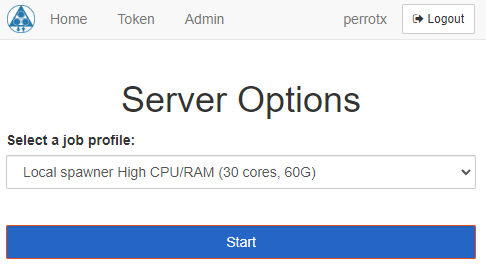 Home Token Admin perrotx Logout
Server Options
Select a job profile:
Local spawner High CPU/RAM (30 cores, 60G)
Start